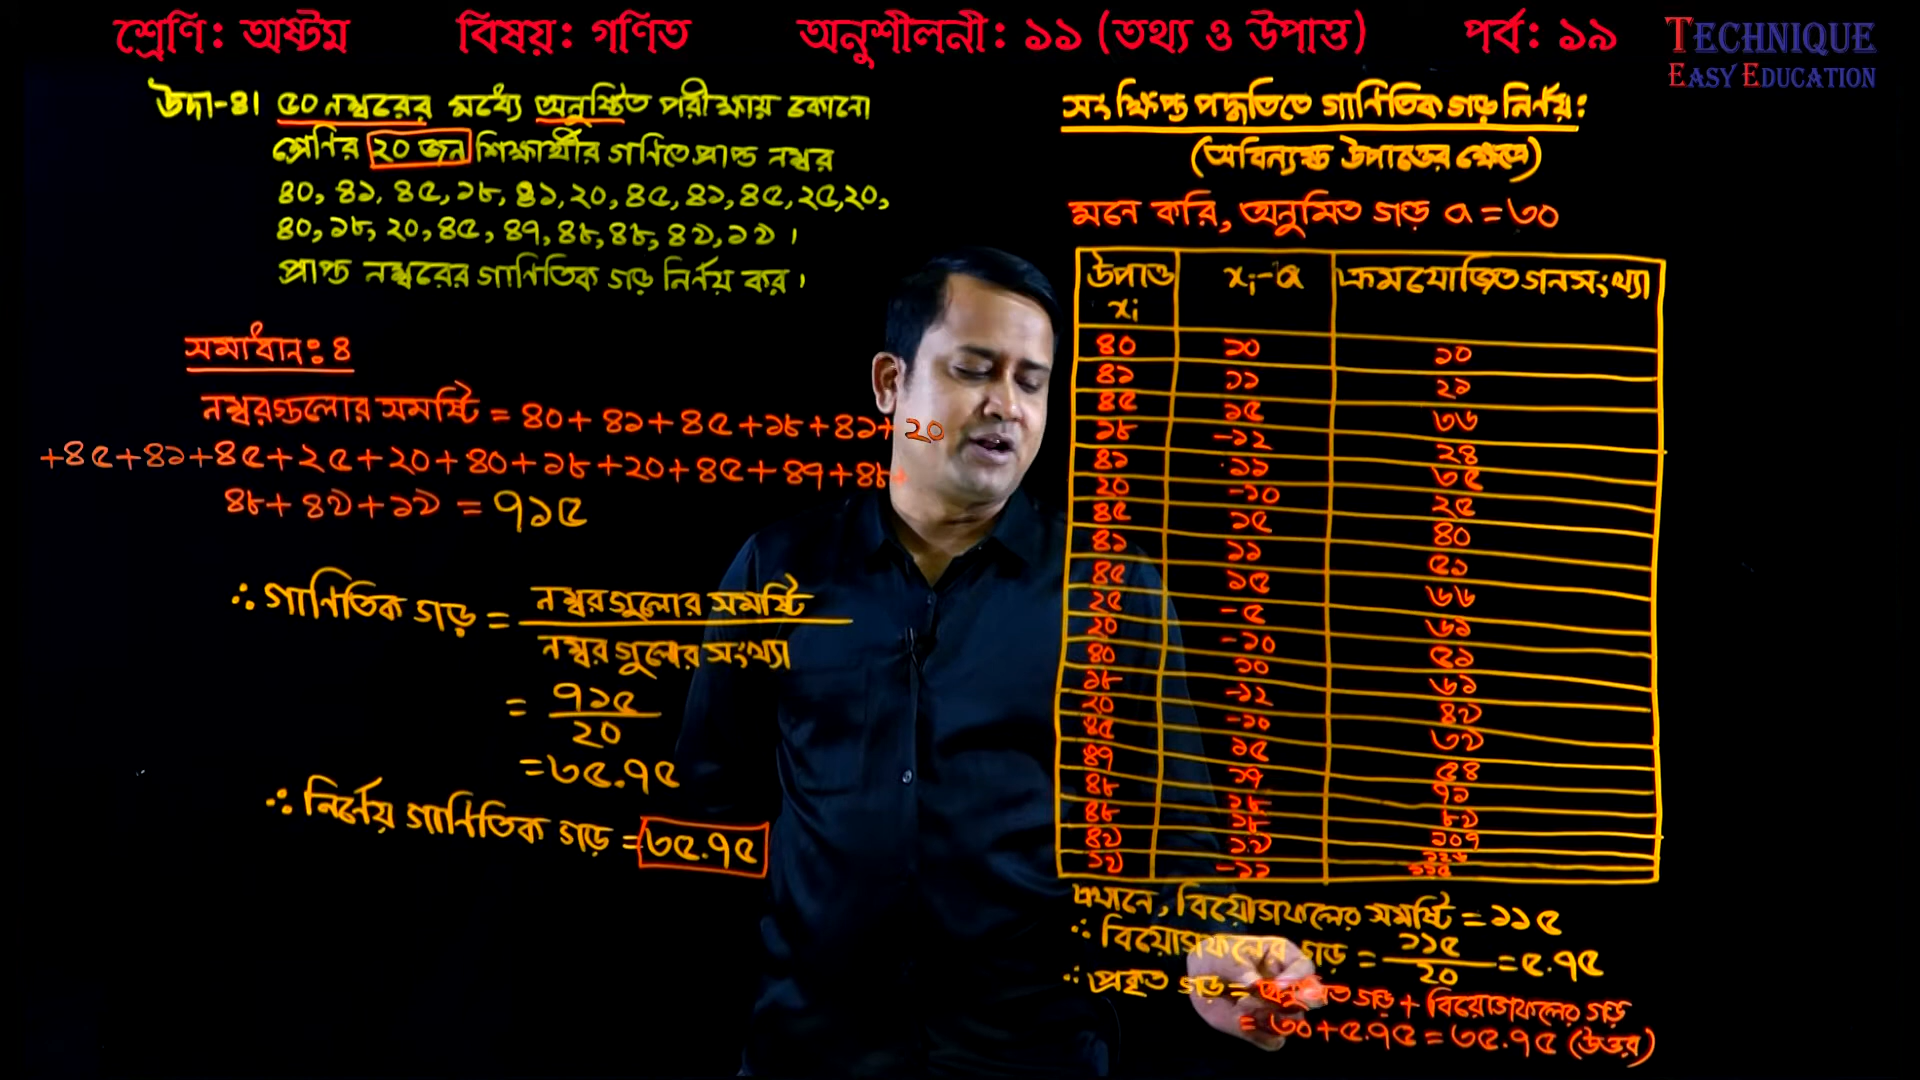 শ্রেণি: অষ্টম বিষয়: গণিত অনুশীলনী: ১১ (তথ্য ও উপাত্ত) পর্ব: ১৯
TECHNIQUE
EASY EDUCATION
উদা-৪। ৫০ নম্বরের মধ্যে অনুষ্ঠিত পরীক্ষায় কোনো
শ্রেণির ২০ জন শিক্ষার্থীর গণিতে প্রাপ্ত নম্বর
৪০, ৪১, ৪৫, ১৮, ৪১, ২০, ৪৫, ৪১, ৪৫, ২৫, ২০,
৪০, ১৮, ২০, ৪৫, ৪৭, ৪৮, ৪৮, ৪৯, ১৯।
প্রাপ্ত নম্বরের গাণিতিক গড় নির্ণয় কর।
সমাধান: ৪
নম্বরগুলোর সমষ্টি = ৪০+ ৪১+ ৪৫+১৮+৪১+ ২০
+৪৫+৪১+৪৫+২৫+২০+৪০+১৮+২০+৪৫+৪৭+৪৮+
৪৮+ ৪৯+১৯ = ৭১৫
∴ গাণিতিক গড় = নম্বরগুলোর সমষ্টি
নম্বরগুলোর সংখ্যা
= ৭১৫
২০
= ৩৫.৭৫
∴ নির্ণেয় গাণিতিক গড় = ৩৫.৭৫
সংক্ষিপ্ত পদ্ধতিতে গাণিতিক গড় নির্ণয়:
(অবিন্যস্ত উপাত্তের ক্ষেত্রে)
মনে করি, অনুমিত গড় a = ৩০
উপাত্ত xi xi-a ক্রমযোজিত গনসংখ্যা
৪০ ১০ ১০
৪১ ১১ ২১
৪৫ ১৫ ৩৬
১৮ -১২ ২৪
৪১ ১১ ৩৫
২০ -১০ ২৫
৪৫ ১৫ ৪০
৪১ ১১ ৫১
৪৫ ১৫ ৬৬
২৫ -৫ ৬১
২০ -১০ ৫১
৪০ ১০ ৬১
১৮ -১২ ৪৯
২০ -১০ ৩৯
৪৫ ১৫ ৫৪
৪৭ ১৭ ৭১
৪৮ ১৮ ৮৯
৪৮ ১৮ ১০৭
৪৯ ১৯ ১২৬
১৯ -১১ ১১৫
এখানে, বিয়োগফলের সমষ্টি = ১১৫
∴ বিয়োগফলের গড় = ১১৫
২০ = ৫.৭৫
∴ প্রকৃত গড় = অনুমিত গড় + বিয়োগফলের গড়
= ৩০+৫.৭৫ = ৩৫.৭৫ (উত্তর)